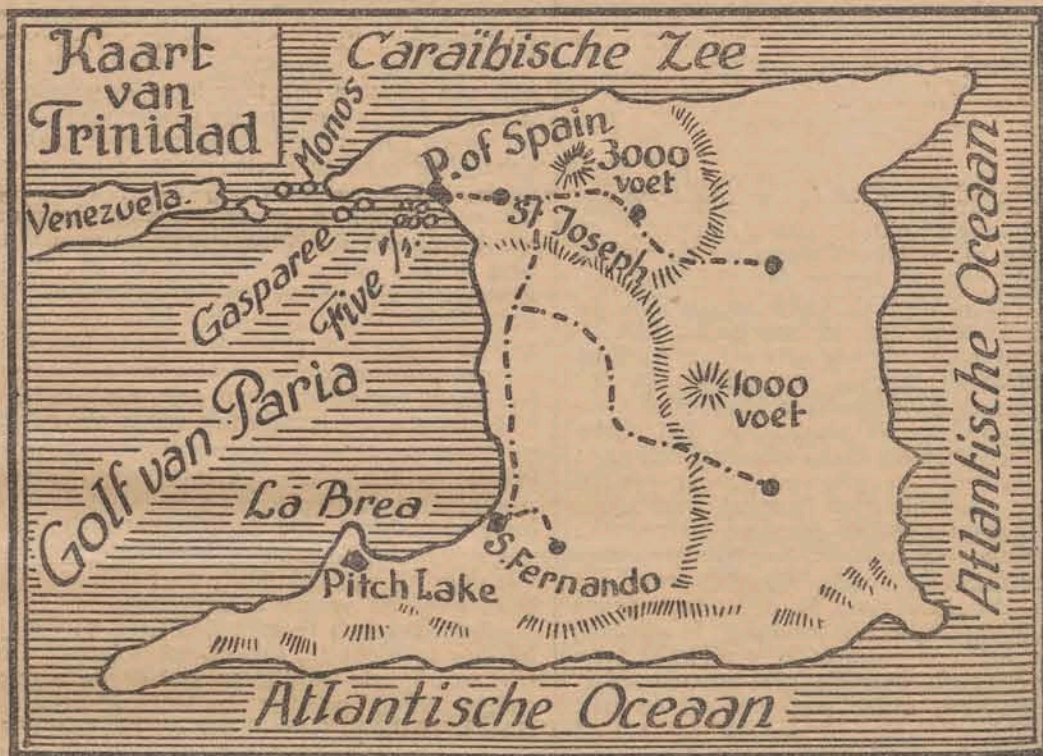 Kaart
van
Trinidad
Caraïbische Zee
Monos
P. of Spain
3000
voet
Venezuela.
St. Joseph
Gasparee
Five Is.
Golf van Paria
1000
voet
Atlantische Oceaan
La Brea
S. Fernando
Pitch Lake
Atlantische Oceaan